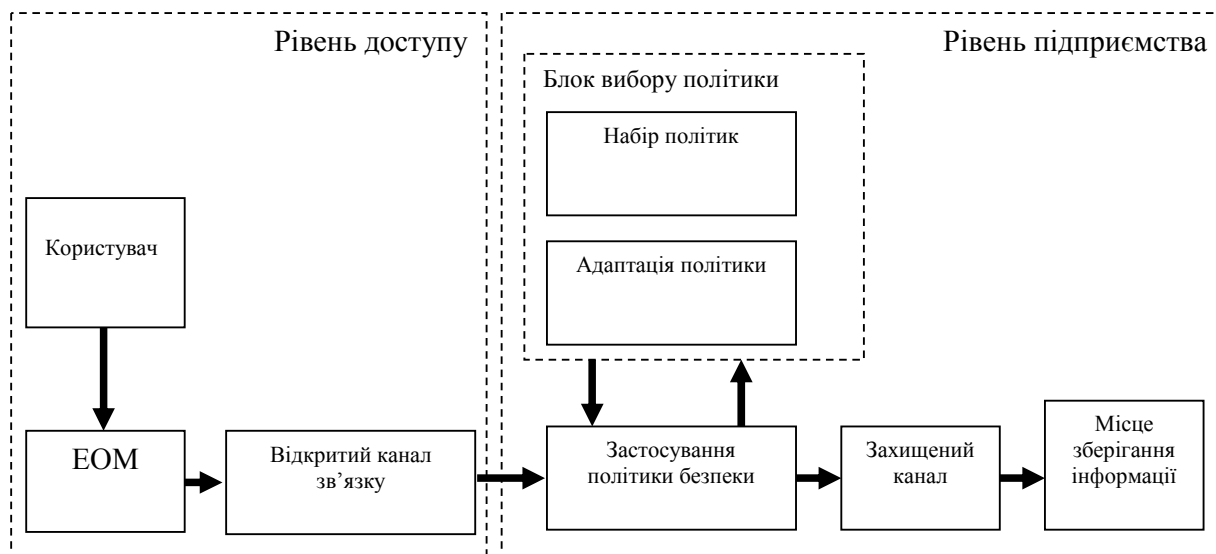 Рівень доступу
Рівень підприємства
Блок вибору політики
Набір політик
Користувач
Адаптація політики
ЕОМ
Відкритий канал
зв’язку
Застосування
політики безпеки
Захищений
канал
Місце
зберігання
інформації